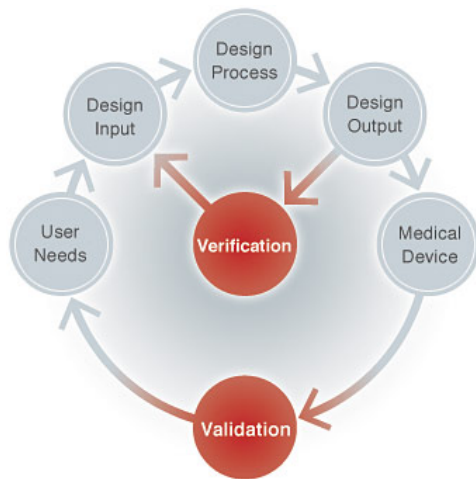 Design
Process
Design
Input
Design
Output
User
Needs
Verification
Medical
Device
Validation